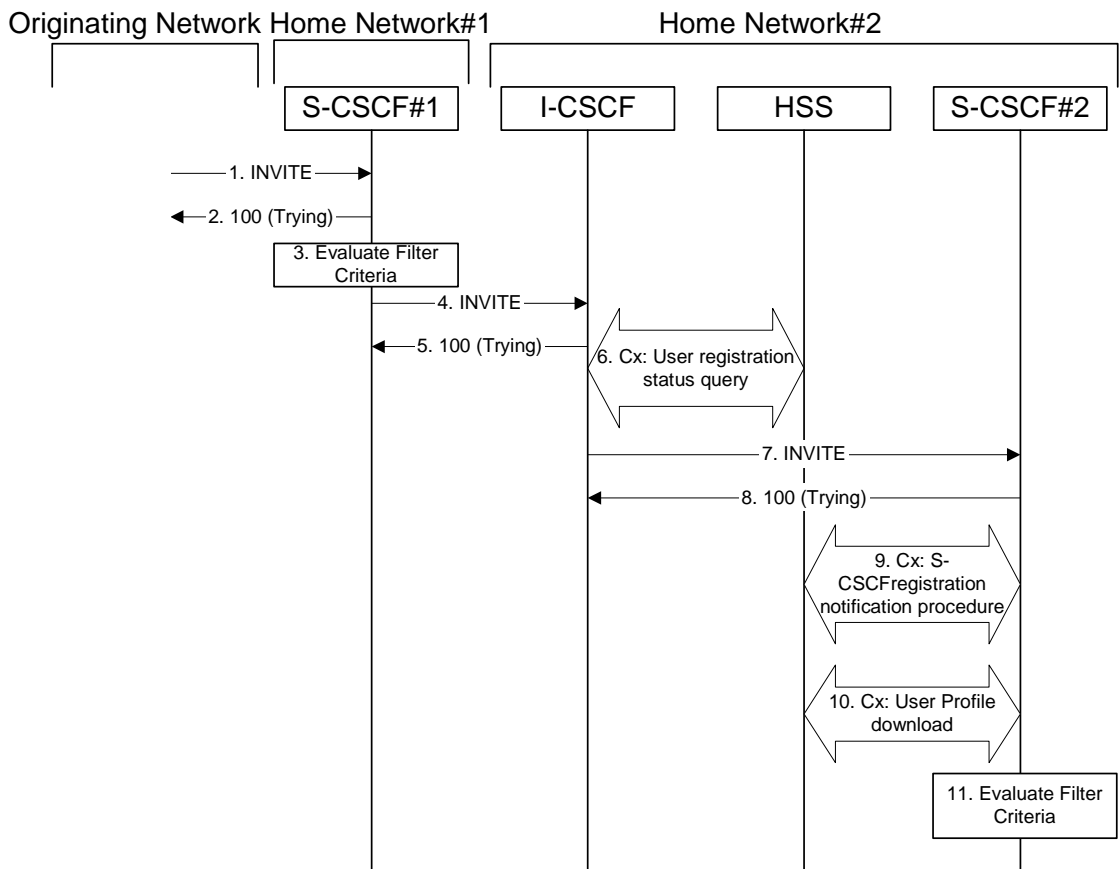 Originating Network Home Network#1 Home Network#2
S-CSCF#1 I-CSCF HSS S-CSCF#2
1. INVITE
2. 100 (Trying)
3. Evaluate Filter
Criteria
4. INVITE
5. 100 (Trying)
6. Cx: User registration
status query
7. INVITE
8. 100 (Trying)
9. Cx: S-
CSCFregistration
notification procedure
10. Cx: User Profile
download
11. Evaluate Filter
Criteria